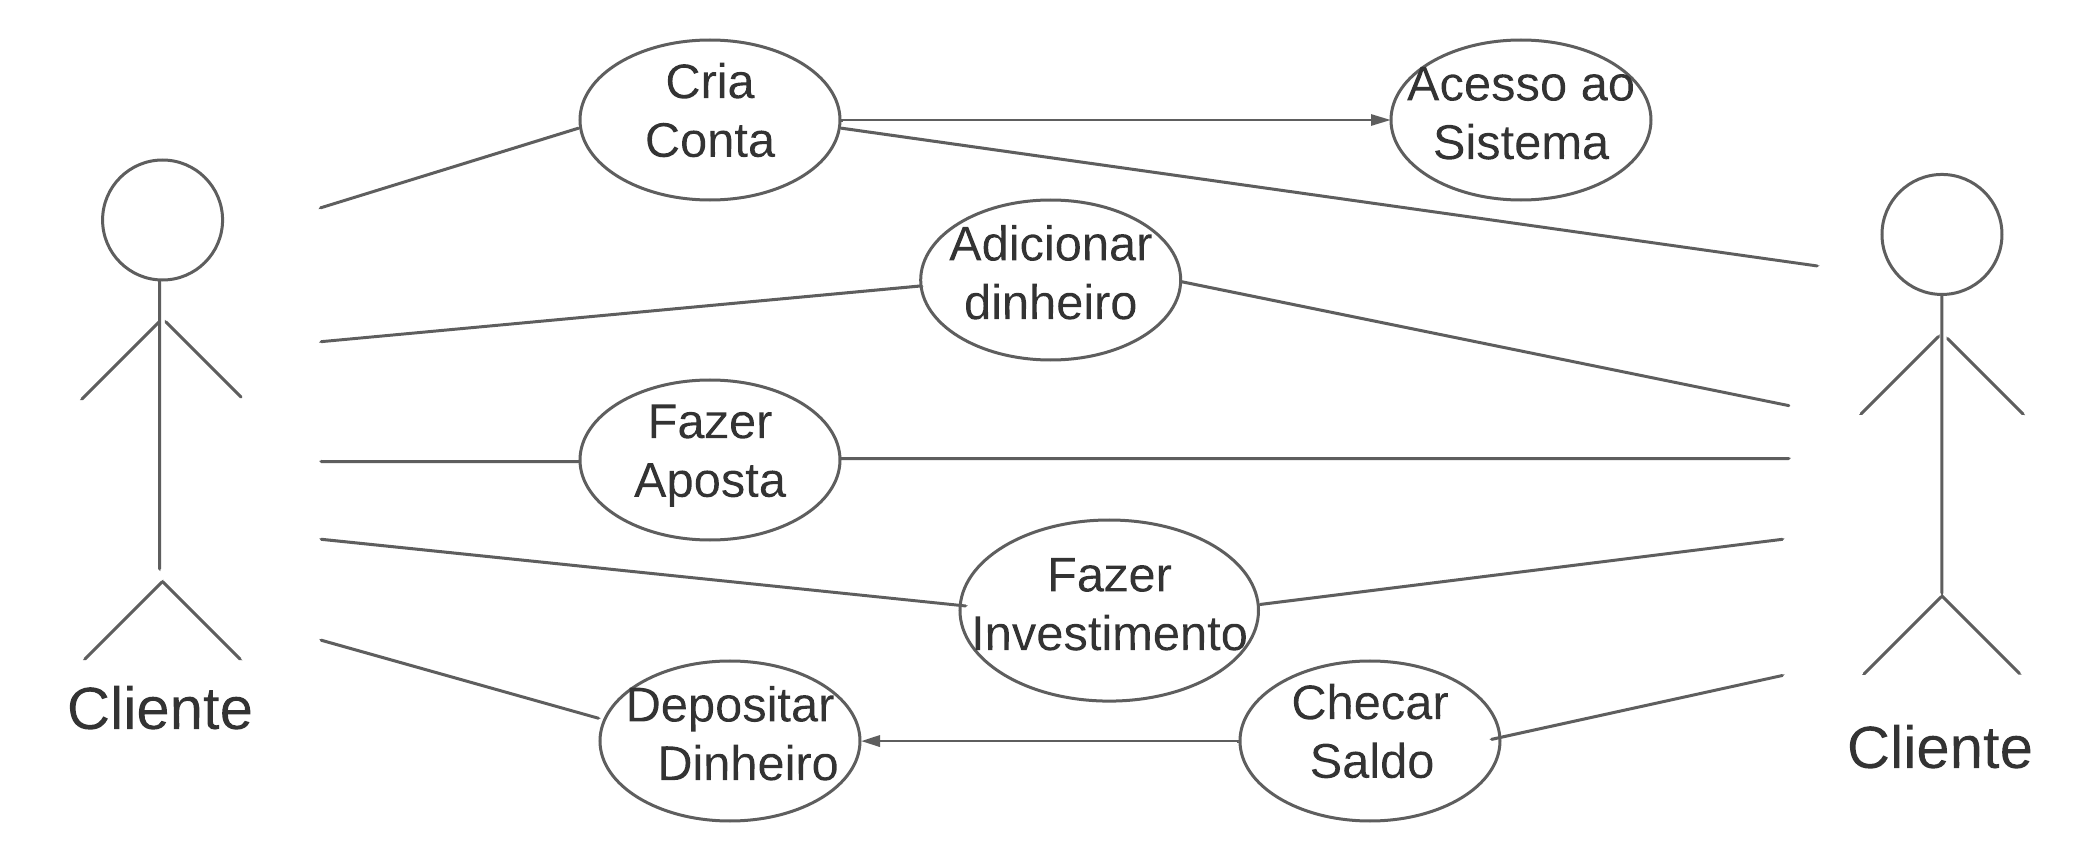 Cria
Conta
Acesso ao
Sistema
Adicionar
dinheiro
Fazer
Aposta
Fazer
Investimento
Depositar
Dinheiro
Checar
Saldo
Cliente
Cliente